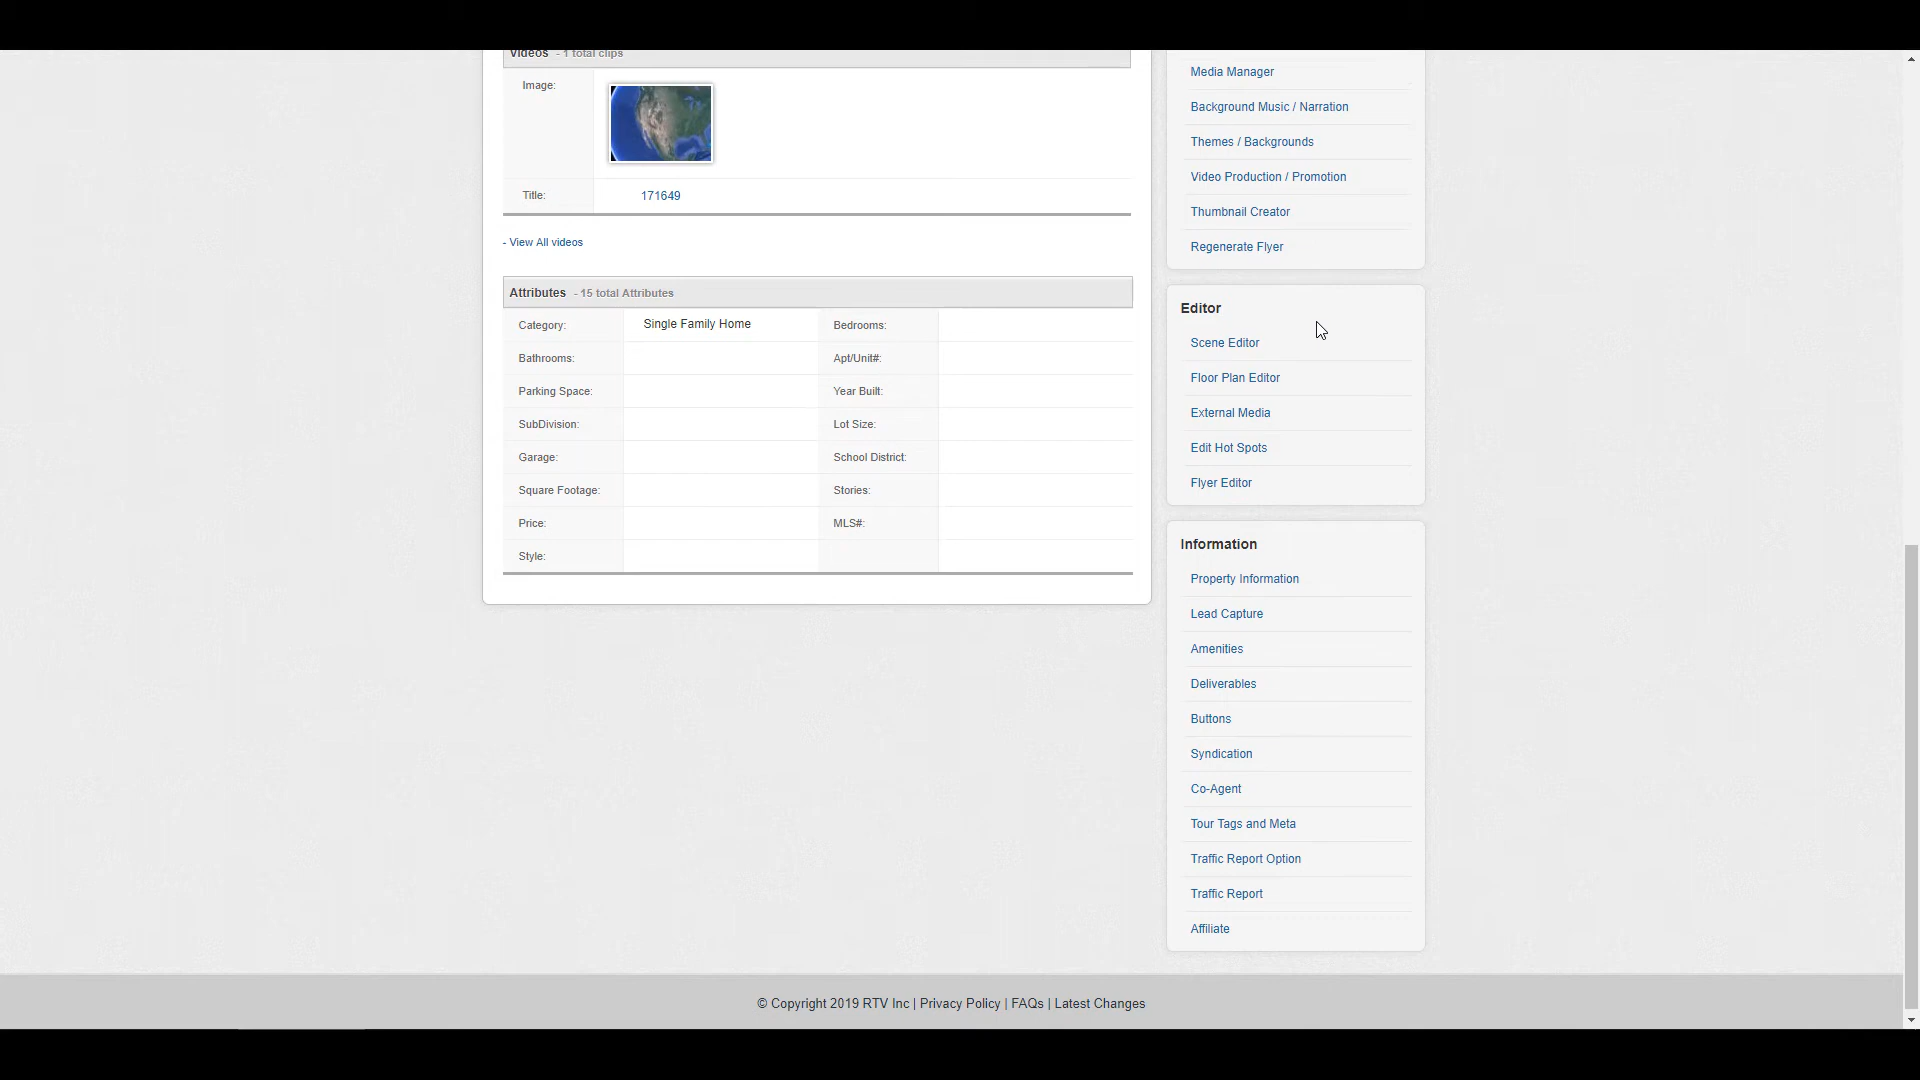 Videos - 1 total clips
Image:
Title: 171649
- View All videos
Attributes - 15 total Attributes
Category: Single Family Home Bedrooms:
Bathrooms: Apt/Unit#:
Parking Space: Year Built:
SubDivision: Lot Size:
Garage: School District:
Square Footage: Stories:
Price: MLS#:
Style:
Media Manager
Background Music / Narration
Themes / Backgrounds
Video Production / Promotion
Thumbnail Creator
Regenerate Flyer
Editor
Scene Editor
Floor Plan Editor
External Media
Edit Hot Spots
Flyer Editor
Information
Property Information
Lead Capture
Amenities
Deliverables
Buttons
Syndication
Co-Agent
Tour Tags and Meta
Traffic Report Option
Traffic Report
Affiliate
© Copyright 2019 RTV Inc | Privacy Policy | FAQs | Latest Changes